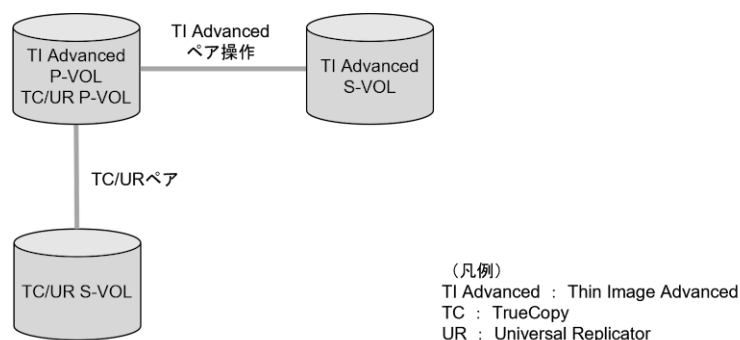 TI Advanced
P-VOL
TC/UR P-VOL
TI Advanced
ペア操作
TI Advanced
S-VOL
TC/URペア
TC/UR S-VOL
（凡例）
TI Advanced ： Thin Image Advanced
TC ： TrueCopy
UR ： Universal Replicator